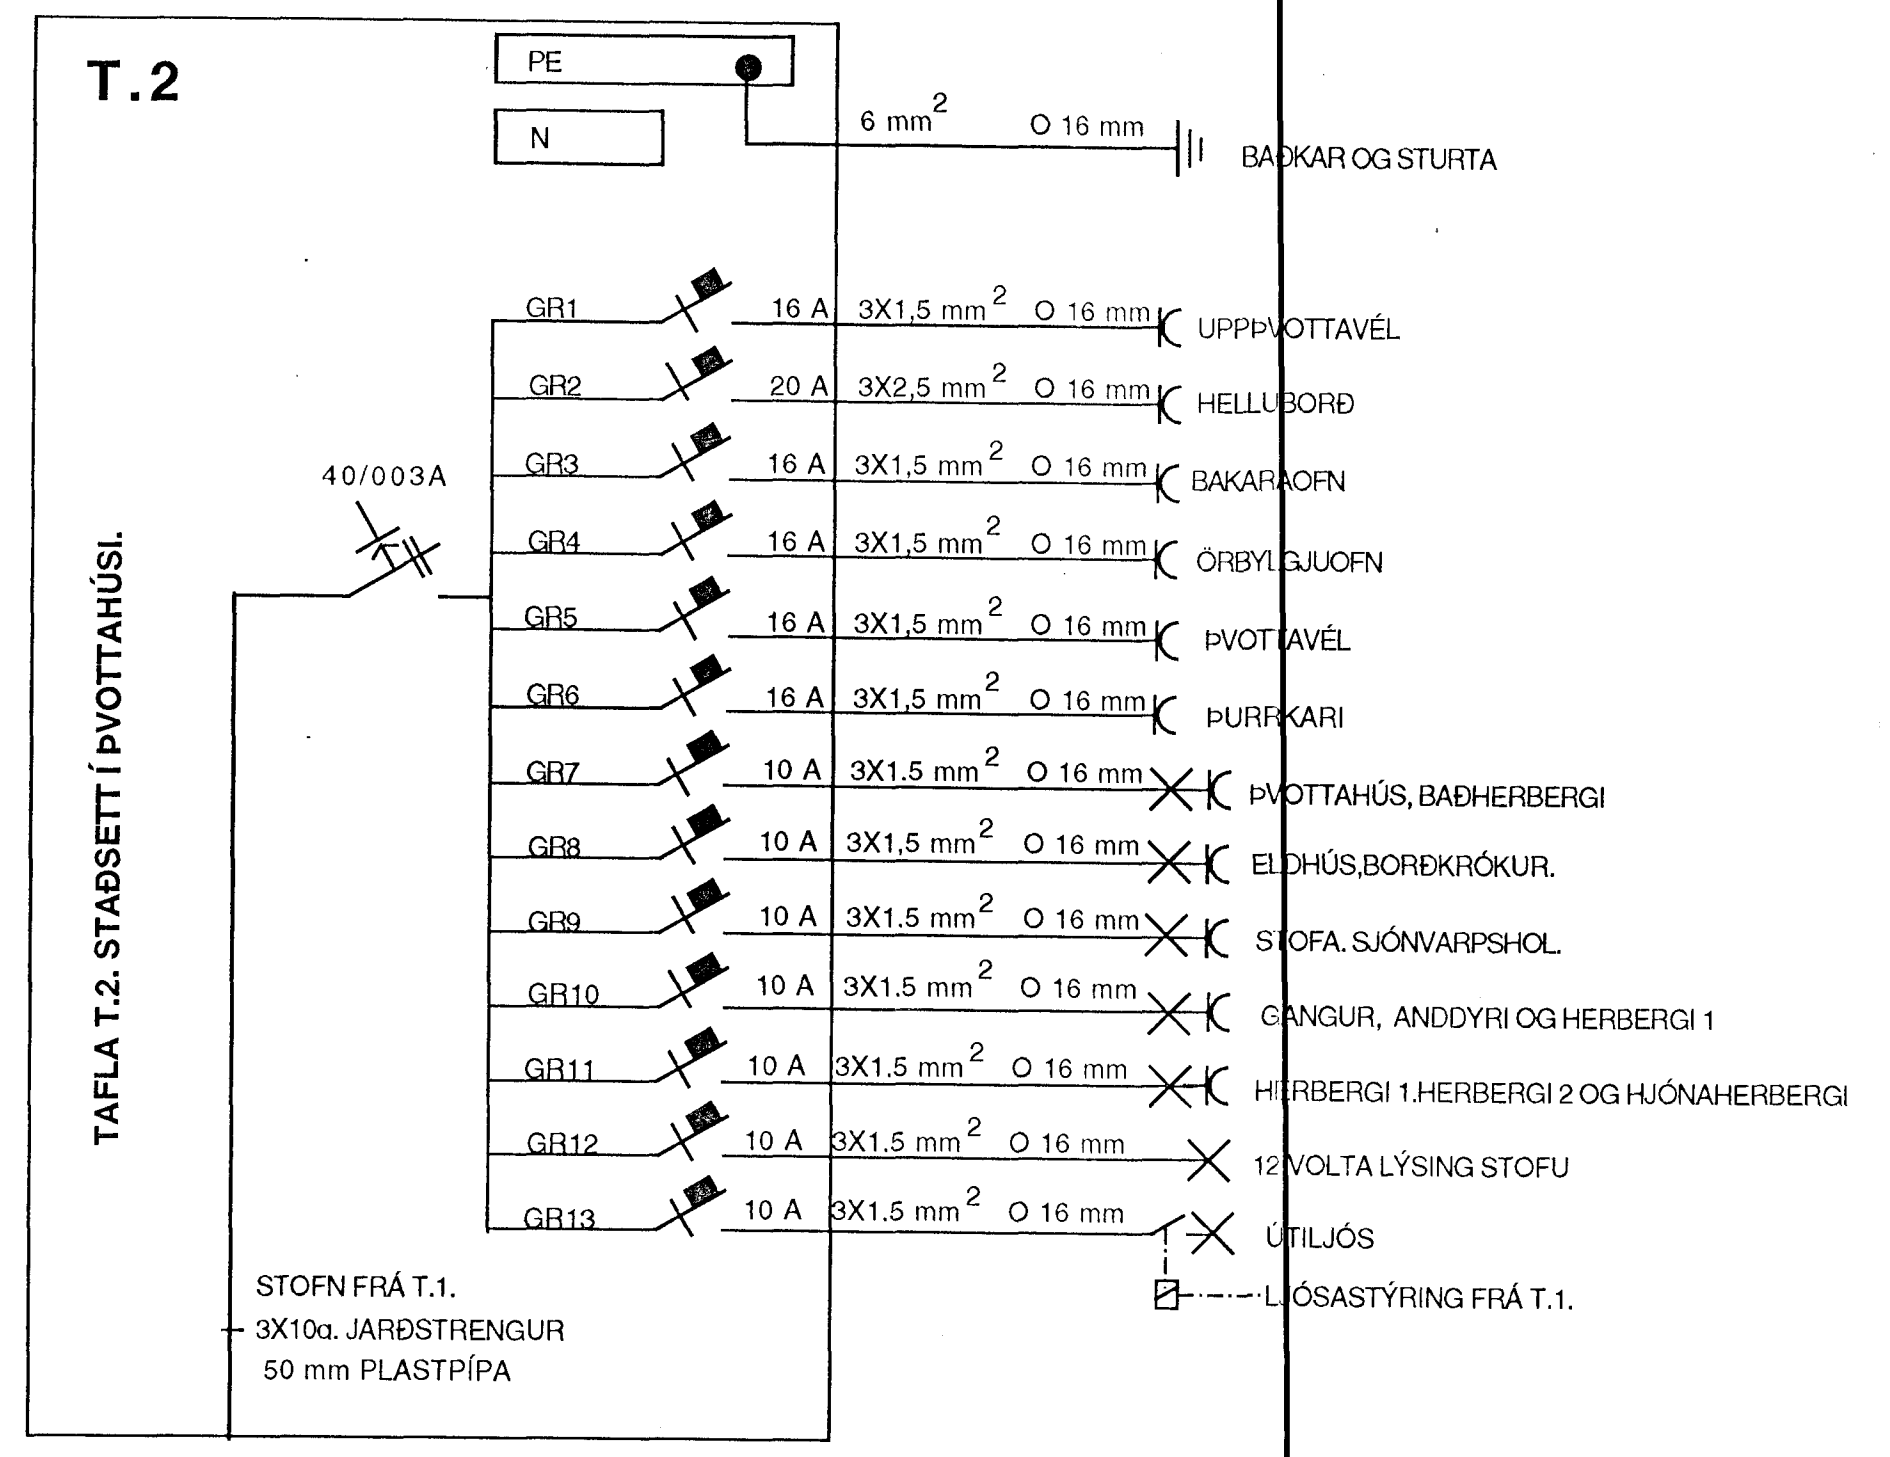 T.2
PE
N
6 mm2 O 16 mm BAÐKAR OG STURTA
GR1 16 A 3X1,5 mm2 O 16 mm UPPÞVOTTAVÉL
GR2 20 A 3X2,5 mm2 O 16 mm HELLUBORÐ
GR3 16 A 3X1,5 mm2 O 16 mm BAKARAOFN
40/003A
GR4 16 A 3X1,5 mm2 O 16 mm ÖRBYLGJUOFN
GR5 16 A 3X1,5 mm2 O 16 mm ÞVOTTAVÉL
GR6 16 A 3X1,5 mm2 O 16 mm ÞURRKARI
GR7 10 A 3X1.5 mm2 O 16 mm ÞVOTTAHÚS, BAÐHERBERGI
GR8 10 A 3X1,5 mm2 O 16 mm ELDHÚS,BORÐKRÓKUR.
GR9 10 A 3X1.5 mm2 O 16 mm STOFA. SJÓNVARPSHOL.
GR10 10 A 3X1.5 mm2 O 16 mm GANGUR, ANDDYRI OG HERBERGI 1
GR11 10 A 3X1.5 mm2 O 16 mm HERBERGI 1.HERBERGI 2 OG HJÓNAHERBERGI
GR12 10 A 3X1.5 mm2 O 16 mm 12 VOLTA LÝSING STOFU
GR13 10 A 3X1.5 mm2 O 16 mm ÚTILJÓS
LJÓSASTÝRING FRÁ T.1.
STOFN FRÁ T.1.
3X10q. JARÐSTRENGUR
50 mm PLASTPÍPA
TAFLA T.2. STAÐSETT Í ÞVOTTAHÚSI.